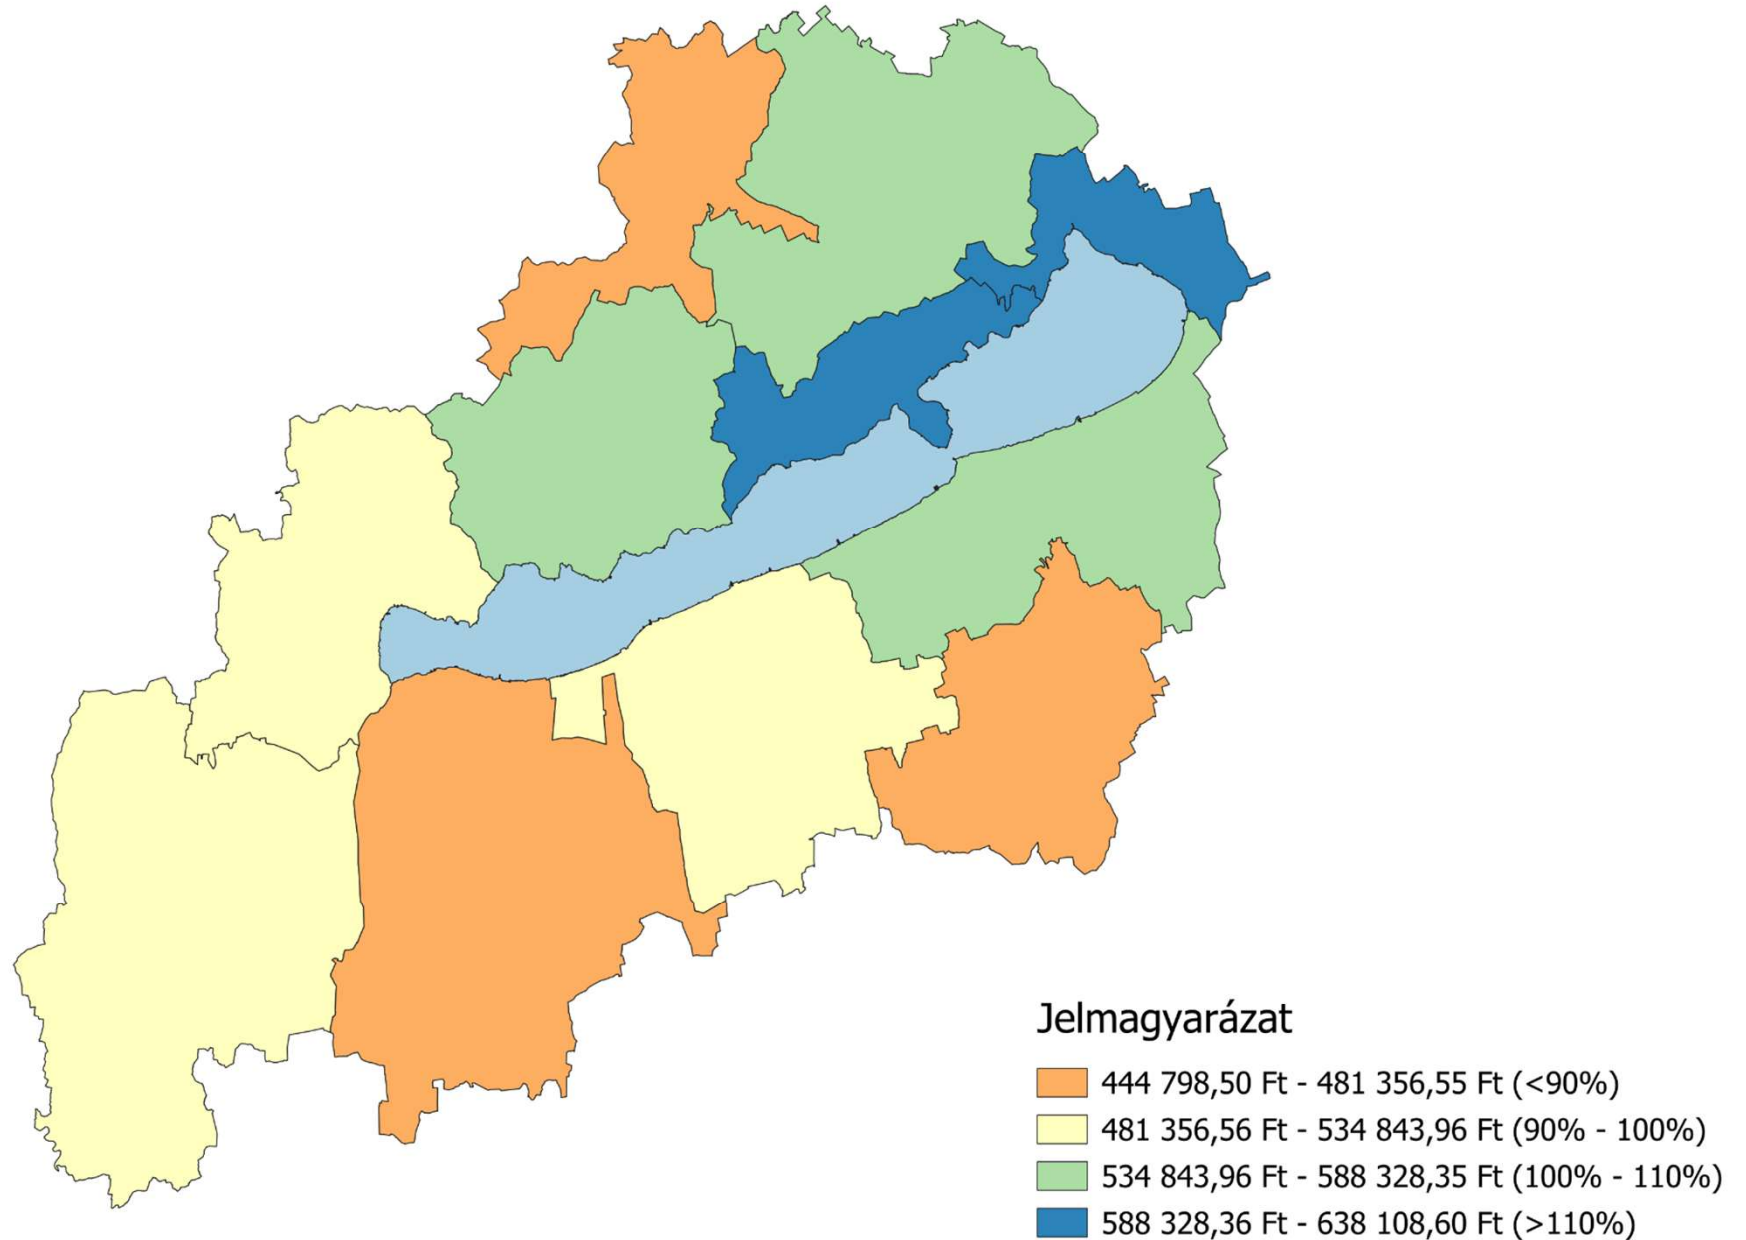 Jelmagyarázat
444 798,50 Ft - 481 356,55 Ft (<90%)
481 356,56 Ft - 534 843,96 Ft (90% - 100%)
534 843,96 Ft - 588 328,35 Ft (100% - 110%)
588 328,36 Ft - 638 108,60 Ft (>110%)